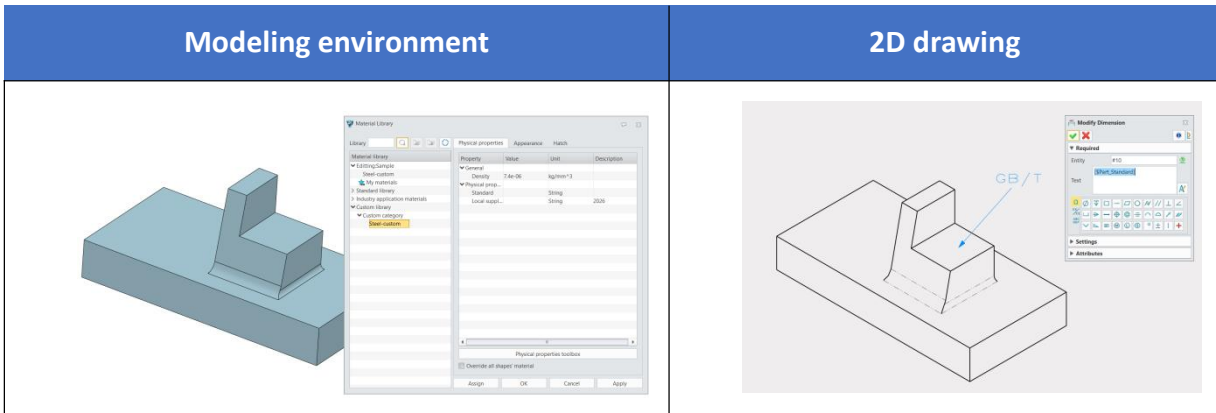 Modeling environment
2D drawing
Material Library
Library
Physical properties Appearance Hatch
Material library
Property Value Unit Description
Editing:Sample
General
Steel-custom
Density 7.4e-06 kg/mm^3
My materials
Physical prop...
Standard library
Standard String
Industry application materials
Local suppl... String 2026
Custom library
Custom category
Steel-custom
Physical properties toolbox
Override all shapes' material
Assign OK Cancel Apply
GB/T
Modify Dimension
Required
Entity #10
Text [$Part_Standard]
Settings
Attributes